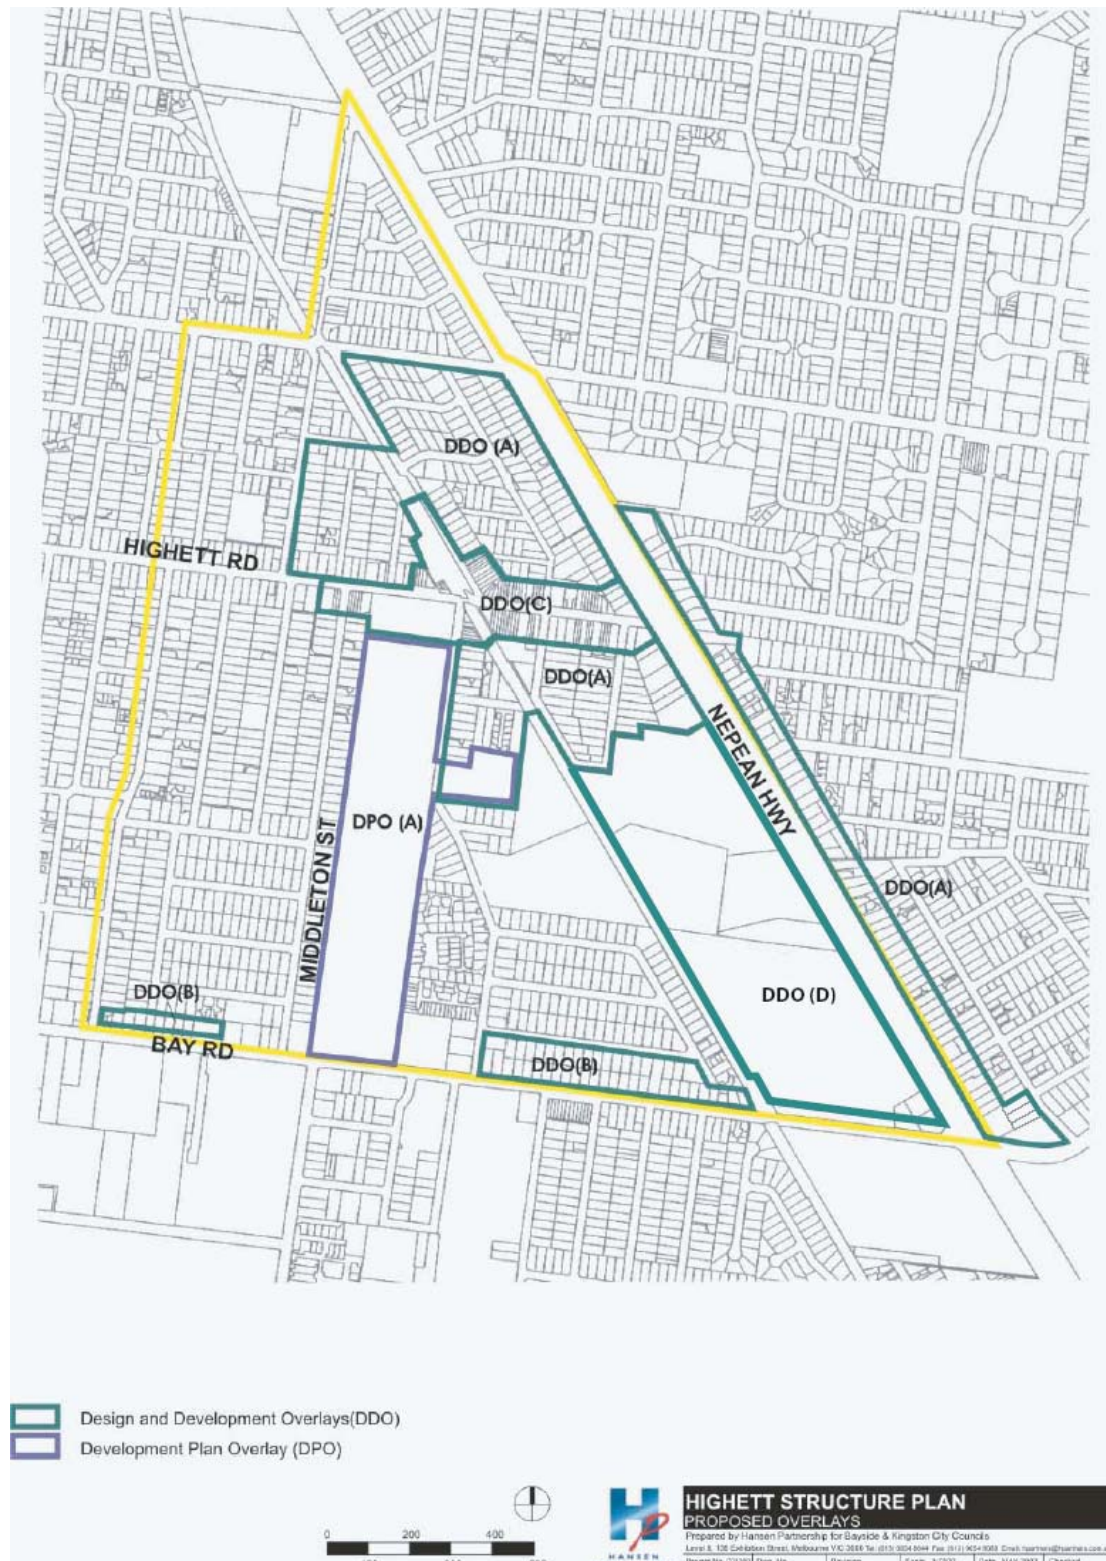 DDO (A)
HIGHETT RD
DDO(C)
DDO(A)
NEPEAN HWY
DPO (A)
MIDDLETON ST
DDO(A)
DDO(B)
DDO (D)
BAY RD
DDO(B)
Design and Development Overlays(DDO)
Development Plan Overlay (DPO)
0 200 400
HANSEN
HIGHETT STRUCTURE PLAN
PROPOSED OVERLAYS
Prepared by Hansen Partnership for Bayside & Kingston City Councils